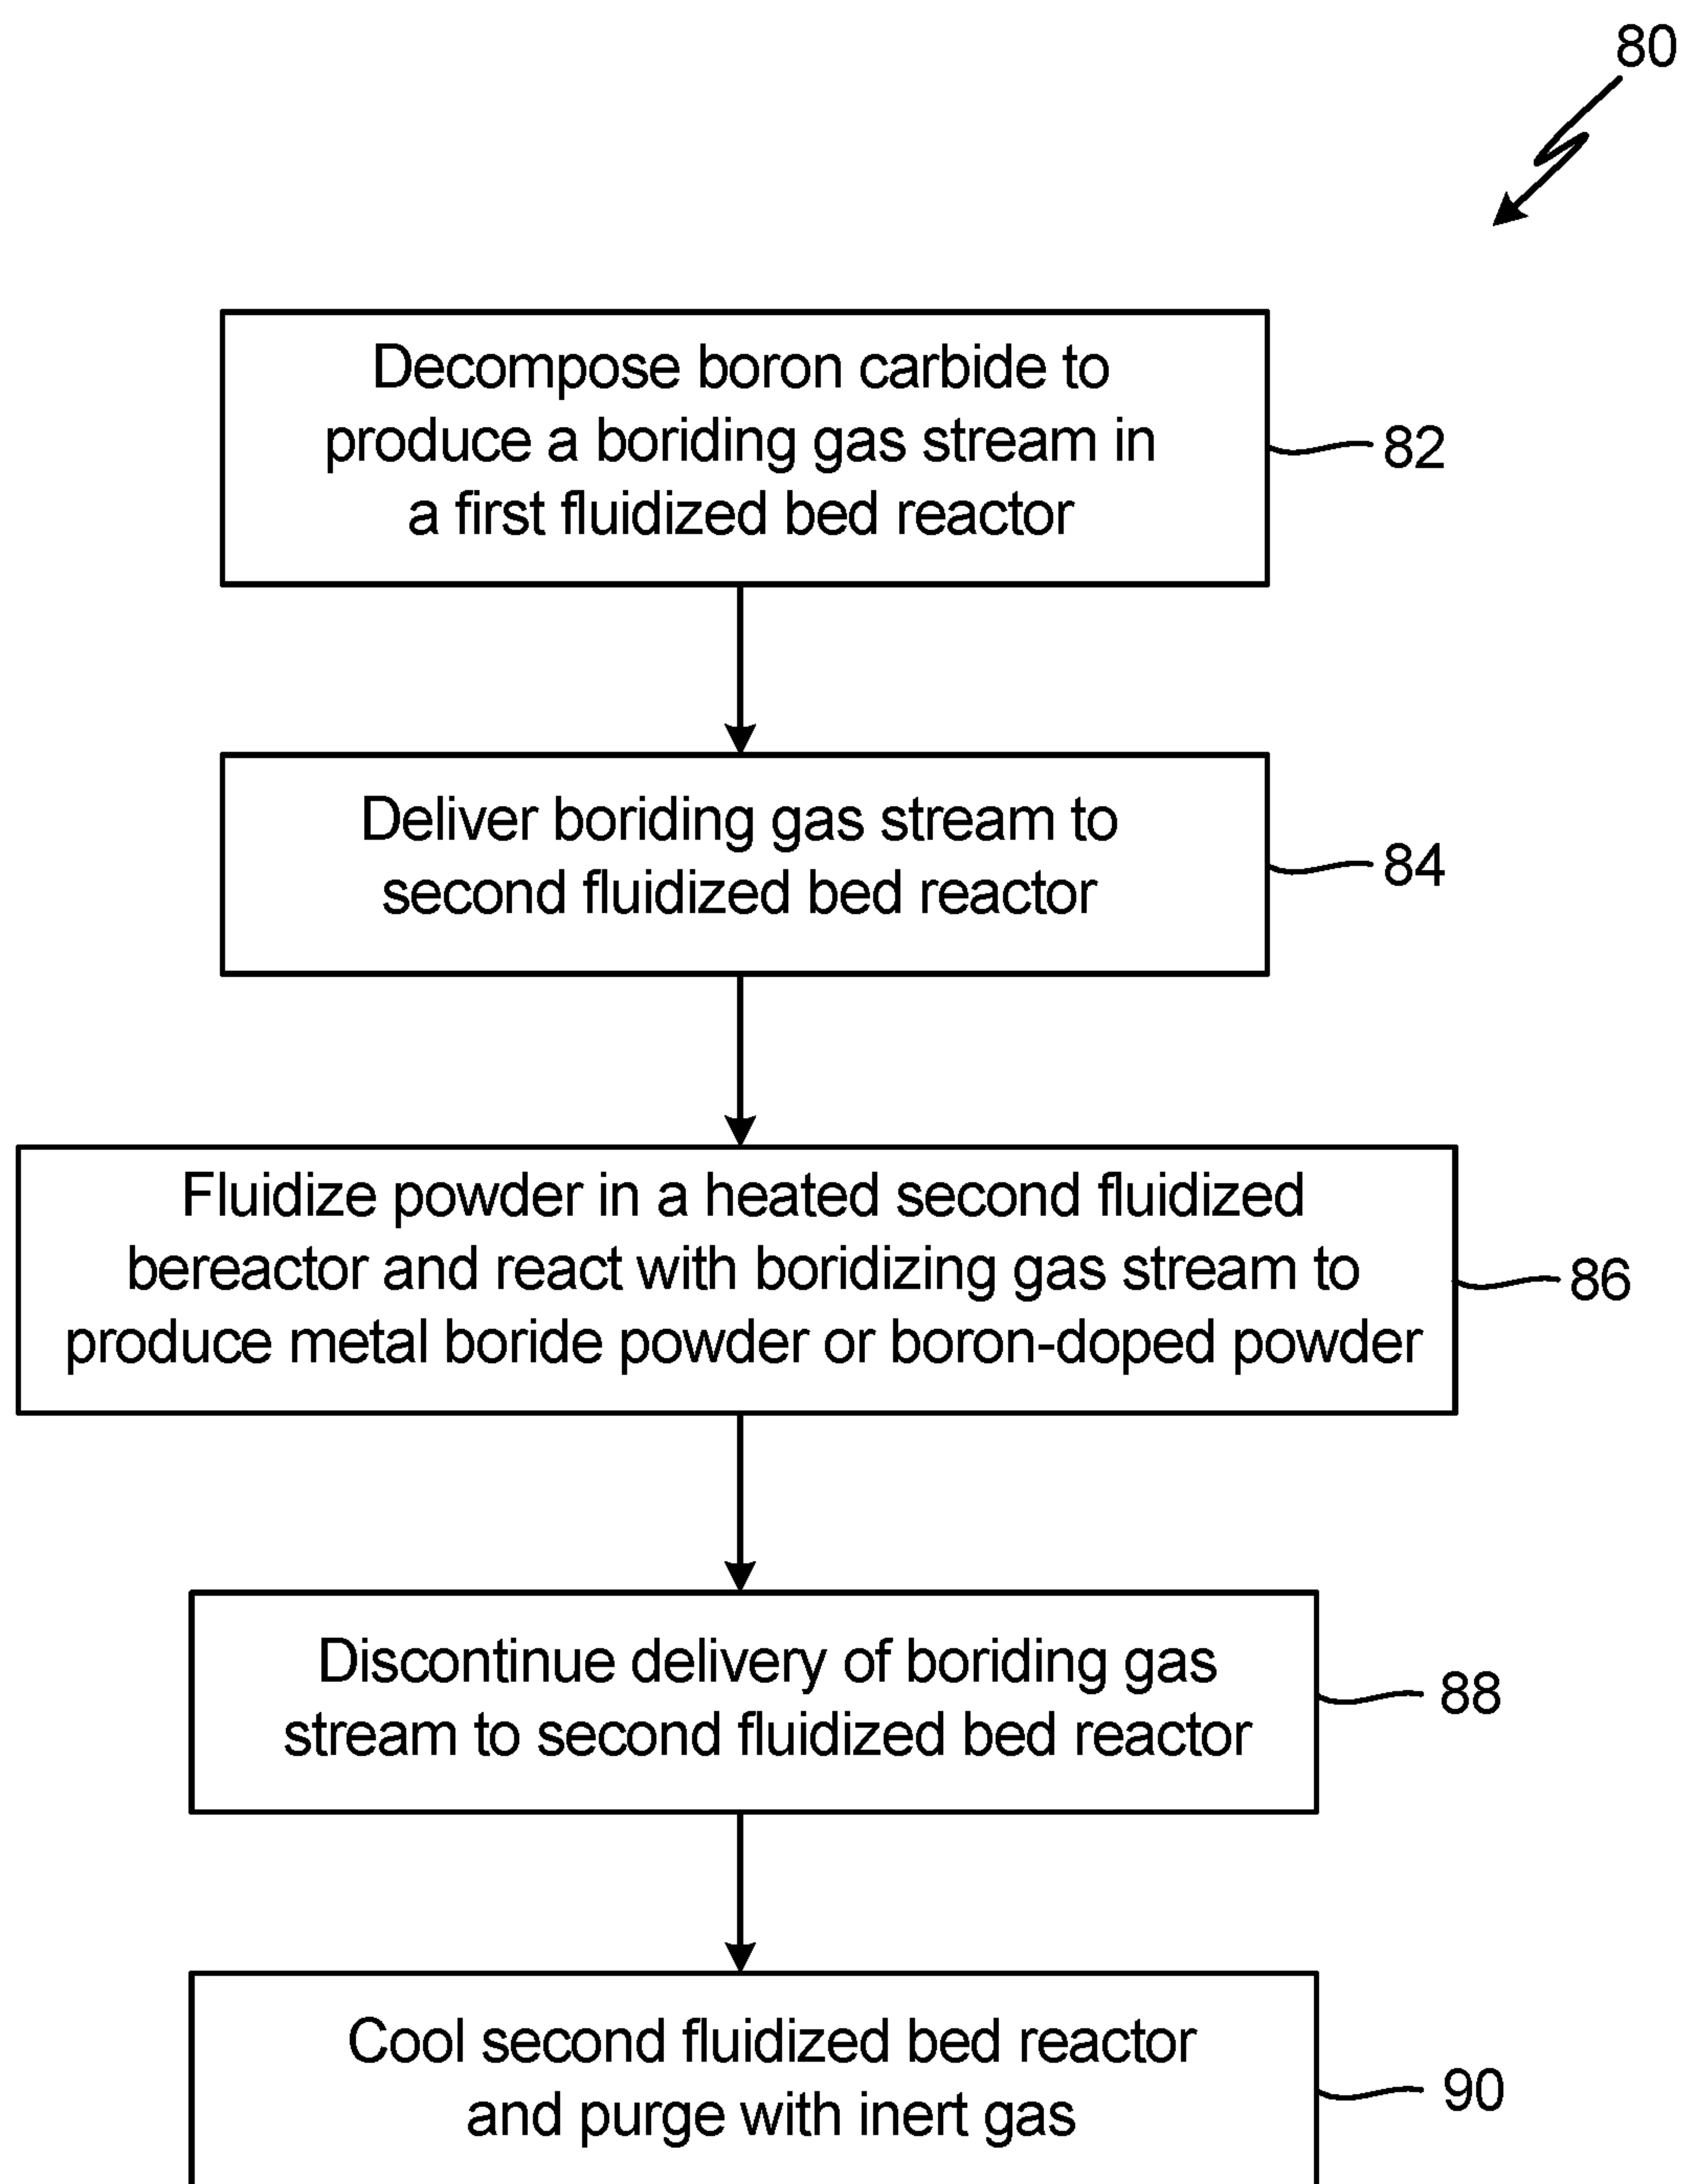 80
Decompose boron carbide to
produce a boriding gas stream in
a first fluidized bed reactor
82
Deliver boriding gas stream to
second fluidized bed reactor
84
Fluidize powder in a heated second fluidized
bereactor and react with boridizing gas stream to
produce metal boride powder or boron-doped powder
86
Discontinue delivery of boriding gas
stream to second fluidized bed reactor
88
Cool second fluidized bed reactor
and purge with inert gas
90